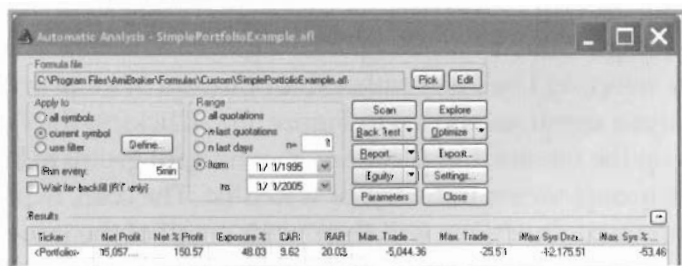 Automatic Analysis - SimplePortfolioExample.afl
Formula file
C:\Program Files\AmiBroker\Formulas\Custom\SimplePortfolioExample.afl
Pick
Edit
Apply to
all symbols
current symbol
use filter
Define...
Run every:
5min
Wait for backfill (RT only)
Range
all quotations
n last quotations
n last days
n=
1
from
1/ 1/1995
to
1/ 1/2005
Scan
Explore
Back Test
Optimize
Report...
Export...
Equity
Settings...
Parameters
Close
Results
Ticker Net Profit Net % Profit Exposure % CAR RAR Max. Trade ... Max. Trade ... Max Sys Dra... Max. Sys % ...
<Portfolio> 15,057.... 150.57 48.03 9.62 20.03 -5,044.36 -25.51 -12,175.51 -53.46